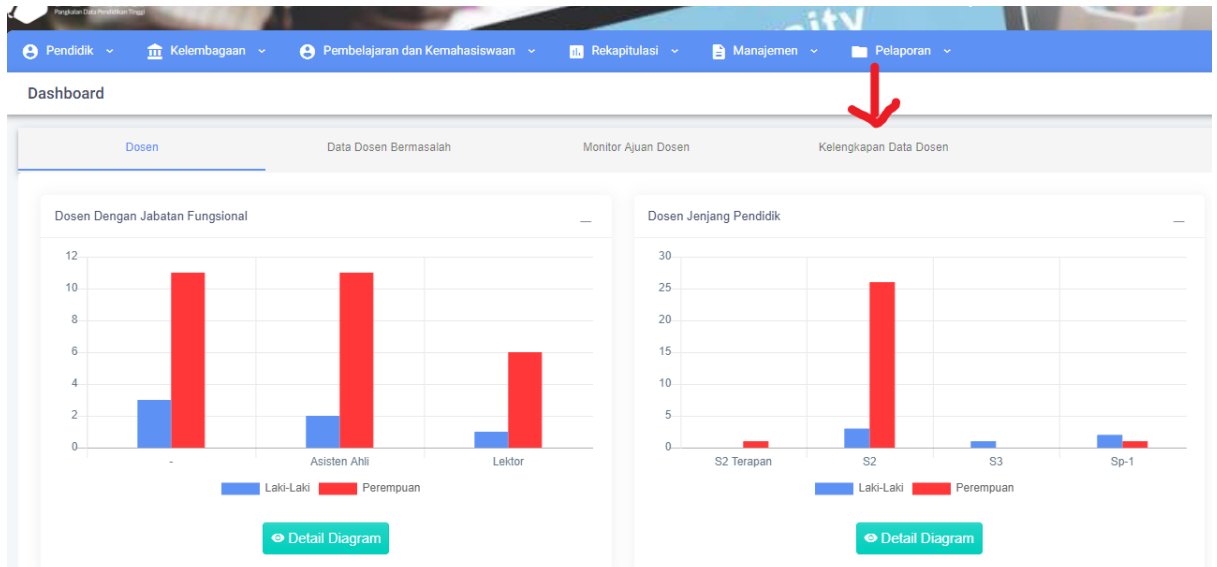 Pangkalan Data Pendidikan Tinggi
Pendidik Kelembagaan Pembelajaran dan Kemahasiswaan Rekapitulasi Manajemen Pelaporan
Dashboard
Dosen Data Dosen Bermasalah Monitor Ajuan Dosen Kelengkapan Data Dosen
Dosen Dengan Jabatan Fungsional
12
10
8
6
4
2
0
- Asisten Ahli Lektor
Laki-Laki Perempuan
Detail Diagram
Dosen Jenjang Pendidik
30
25
20
15
10
5
0
S2 Terapan S2 S3 Sp-1
Laki-Laki Perempuan
Detail Diagram